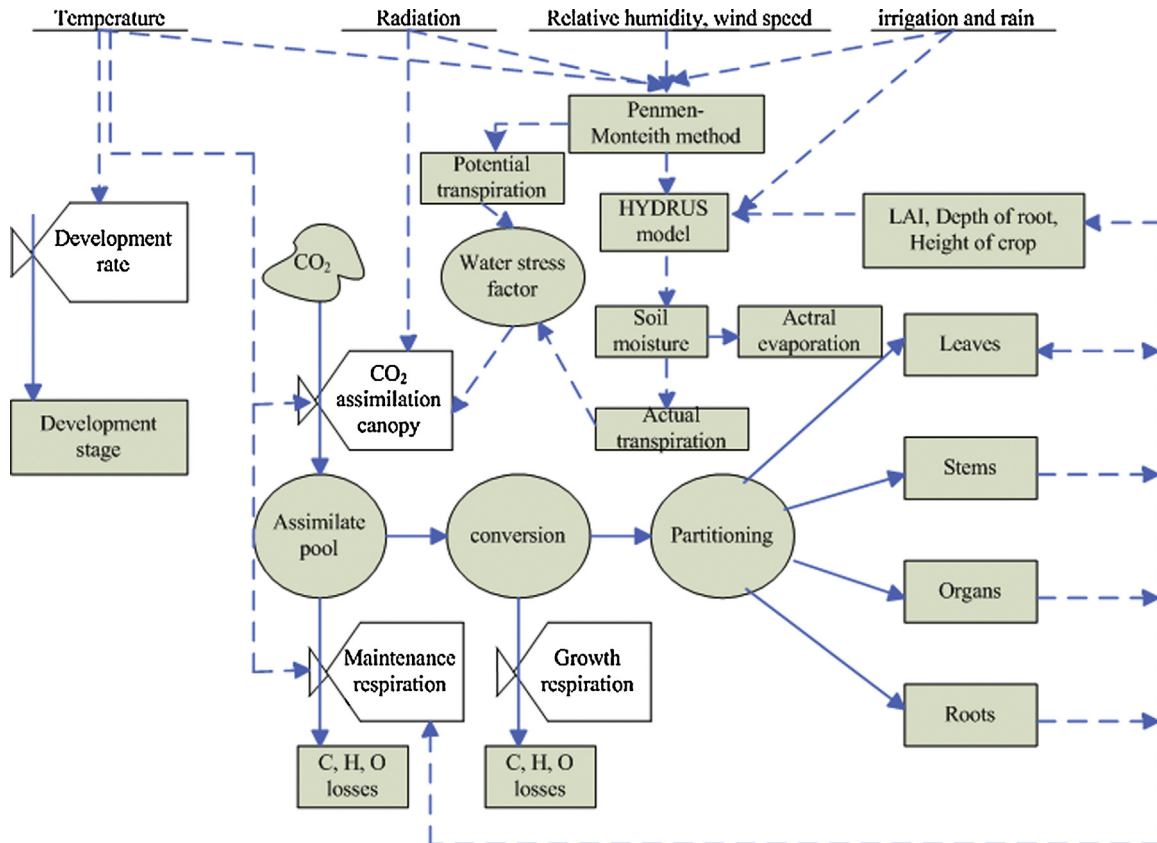 Temperature
Radiation
Relative humidity, wind speed
irrigation and rain
Penmen-
Monteith method
Potential
transpiration
HYDRUS
model
LAI, Depth of root,
Height of crop
Development
rate
CO₂
Water stress
factor
Soil
moisture
Actral
evaporation
Leaves
CO₂
assimilation
canopy
Actual
transpiration
Development
stage
Stems
Assimilate
pool
conversion
Partitioning
Organs
Maintenance
respiration
Growth
respiration
Roots
C, H, O
losses
C, H, O
losses